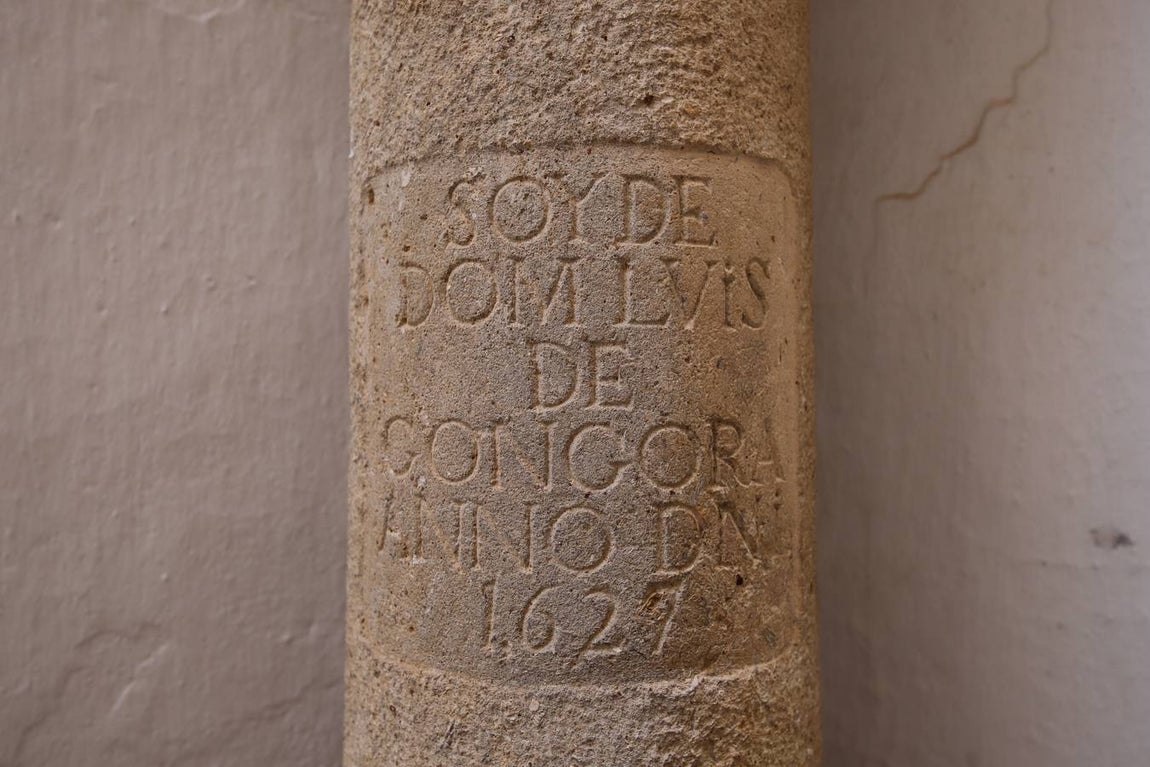 SOY DE
DOM LVIS
DE
GONGORA
ANNO DNI
1627